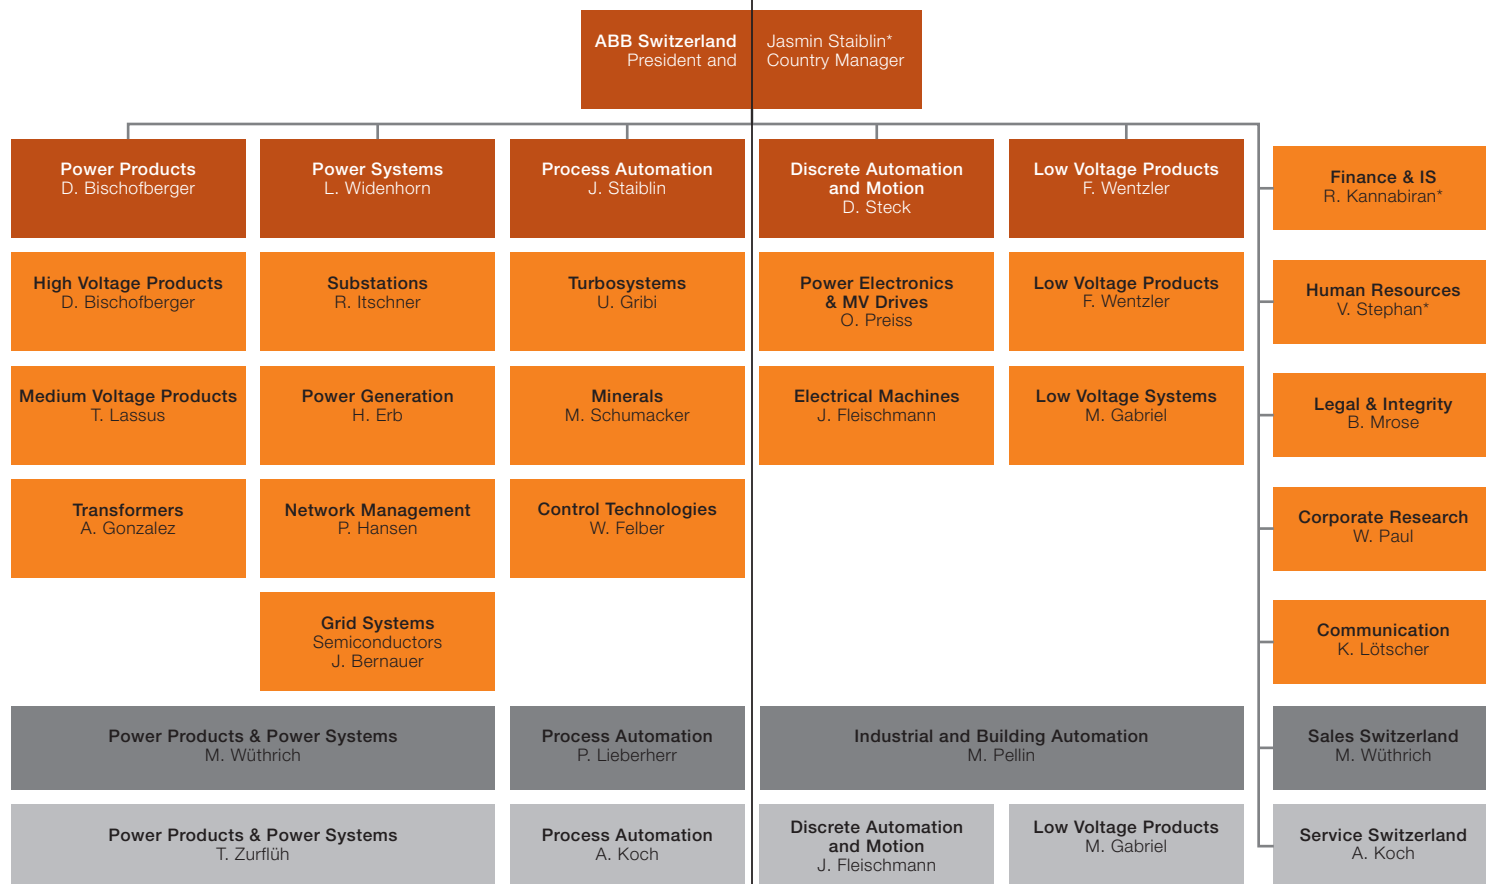 ABB Switzerland
President and
Jasmin Staiblin*
Country Manager
Power Products
D. Bischofberger
Power Systems
L. Widenhorn
Process Automation
J. Staiblin
Discrete Automation
and Motion
D. Steck
Low Voltage Products
F. Wentzler
Finance & IS
R. Kannabiran*
High Voltage Products
D. Bischofberger
Substations
R. Itschner
Turbosystems
U. Gribi
Power Electronics
& MV Drives
O. Preiss
Low Voltage Products
F. Wentzler
Human Resources
V. Stephan*
Medium Voltage Products
T. Lassus
Power Generation
H. Erb
Minerals
M. Schumacker
Electrical Machines
J. Fleischmann
Low Voltage Systems
M. Gabriel
Legal & Integrity
B. Mrose
Transformers
A. Gonzalez
Network Management
P. Hansen
Control Technologies
W. Felber
Corporate Research
W. Paul
Grid Systems
Semiconductors
J. Bernauer
Communication
K. Lötscher
Power Products & Power Systems
M. Wüthrich
Process Automation
P. Lieberherr
Industrial and Building Automation
M. Pellin
Sales Switzerland
M. Wüthrich
Power Products & Power Systems
T. Zurflüh
Process Automation
A. Koch
Discrete Automation
and Motion
J. Fleischmann
Low Voltage Products
M. Gabriel
Service Switzerland
A. Koch